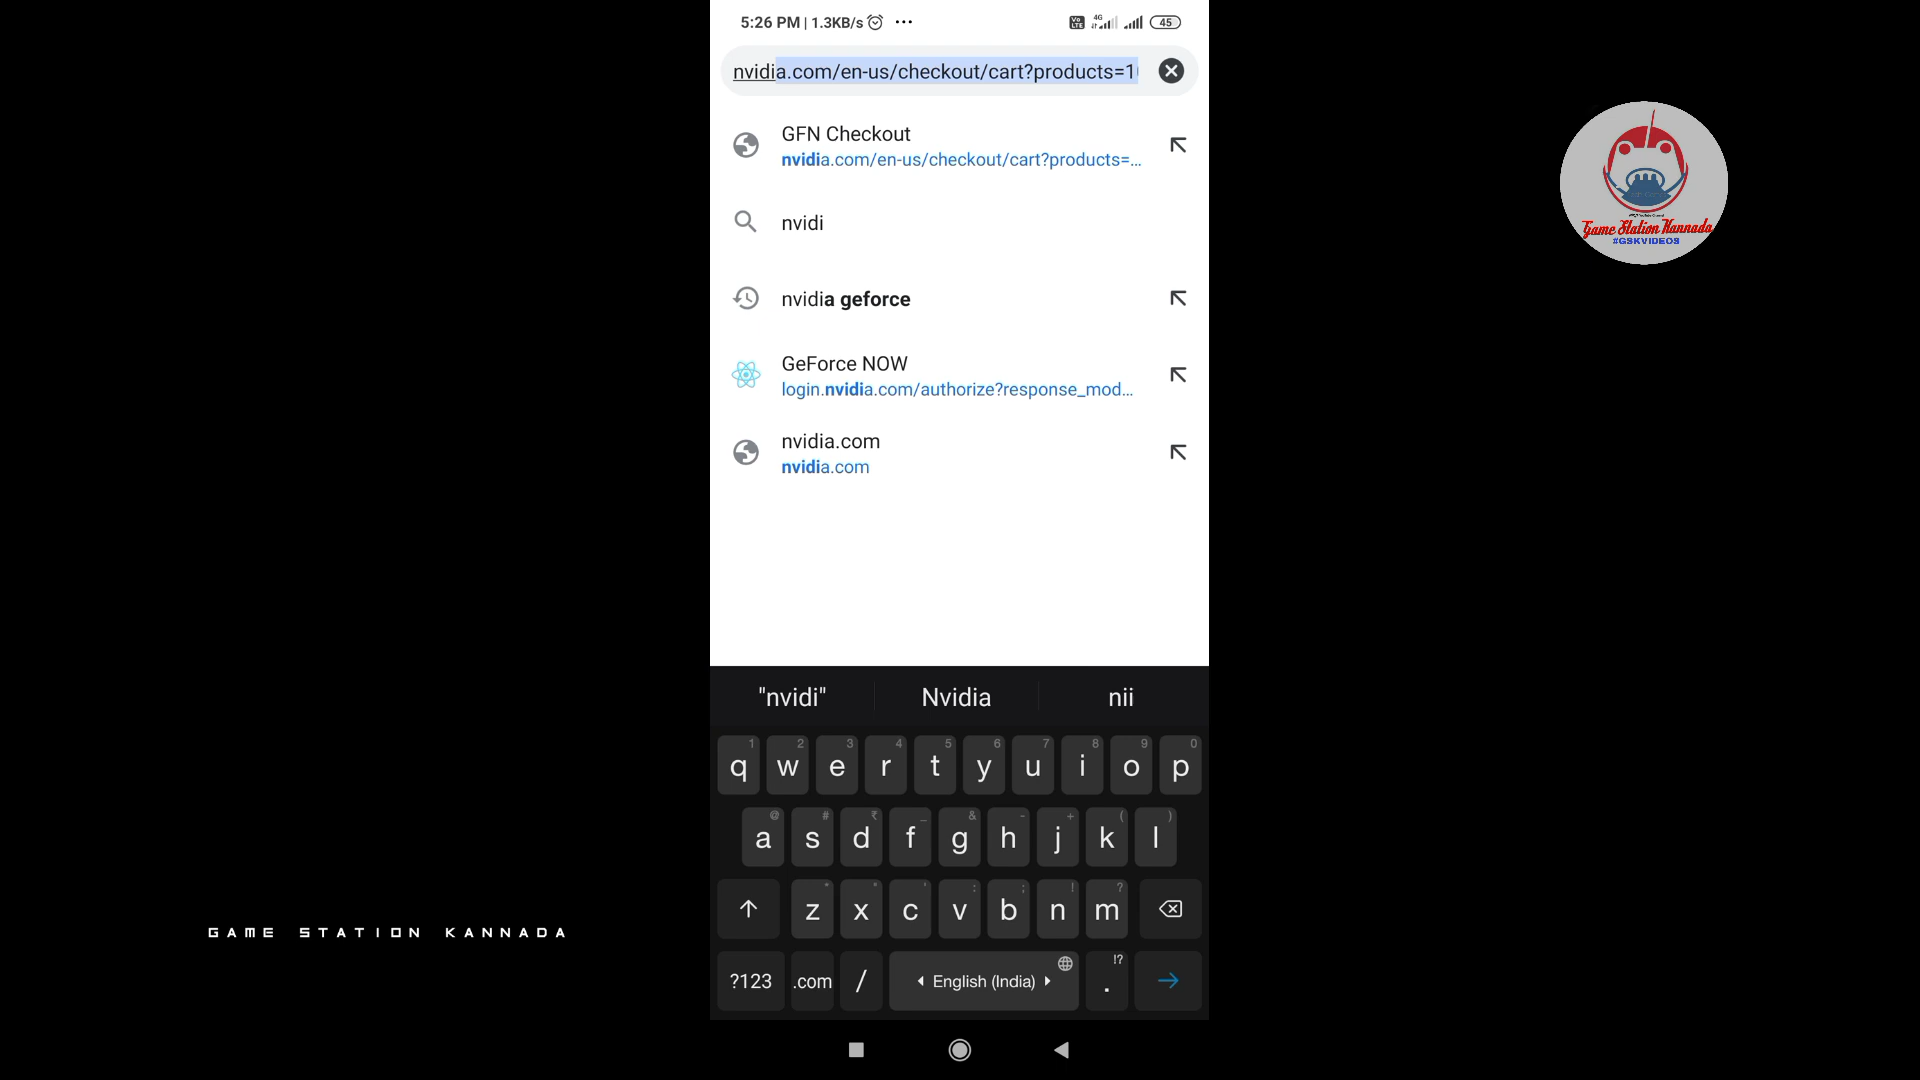 5:26 PM | 1.3KB/s ...
Vo LTE 4G 45
nvidia.com/en-us/checkout/cart?products=1
GFN Checkout
nvidia.com/en-us/checkout/cart?products=...
nvidi
nvidia geforce
GeForce NOW
login.nvidia.com/authorize?response_mod...
nvidia.com
nvidia.com
Game Station Kannada
#GSKVIDEOS
"nvidi" Nvidia nii
1 2 3 4 5 6 7 8 9 0
q w e r t y u i o p
@ # ₹ _ & - + ( )
a s d f g h j k l
* " ' : ; ! ?
z x c v b n m
GAME STATION KANNADA
!?
?123 .com / English (India) .